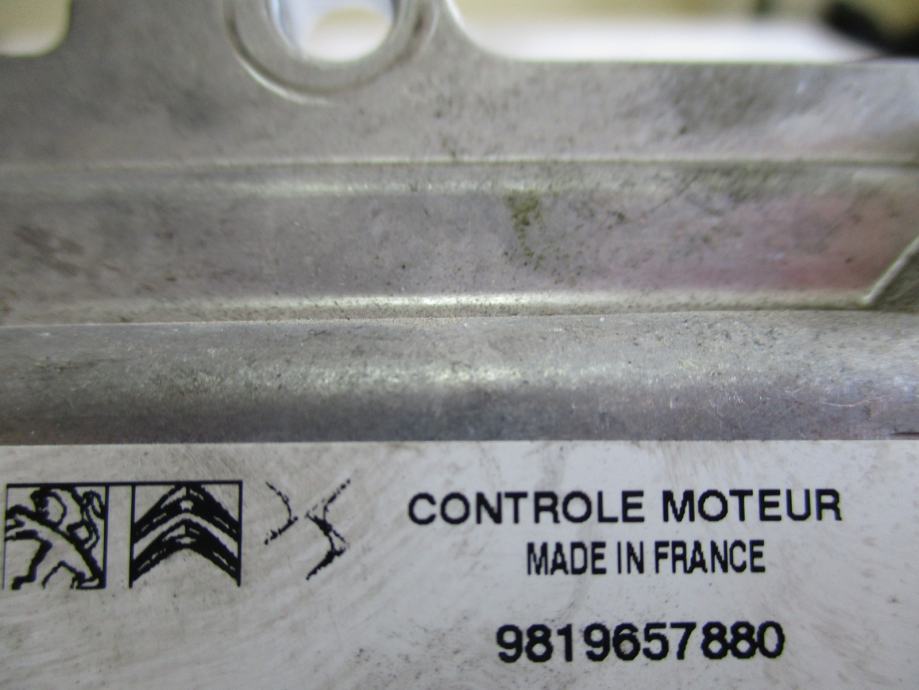 CONTROLE MOTEUR
MADE IN FRANCE
9819657880